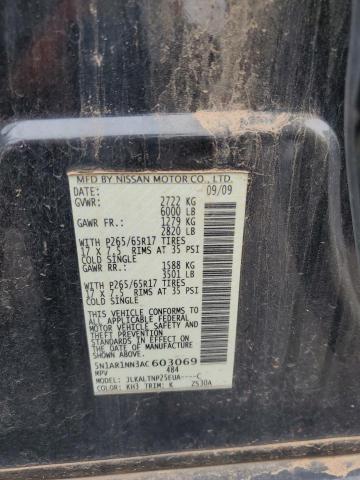 MFD BY NISSAN MOTOR CO., LTD.
DATE: 09/09
GVWR: 2722 KG
6000 LB
GAWR FR.: 1279 KG
2820 LB
WITH P265/65R17 TIRES
17 X 7.5 RIMS AT 35 PSI
COLD SINGLE
GAWR RR.: 1588 KG
3501 LB
WITH P265/65R17 TIRES
17 X 7.5 RIMS AT 35 PSI
COLD SINGLE
THIS VEHICLE CONFORMS TO ALL
APPLICABLE FEDERAL MOTOR
VEHICLE SAFETY AND THEFT
PREVENTION STANDARDS IN
EFFECT ON THE DATE OF
MANUFACTURE SHOWN ABOVE.
5N1AR1NN3AC603069
MPV 484
MODEL: JLKALTNP25EUA----C
COLOR: KH3 TRIM: K ZS30A